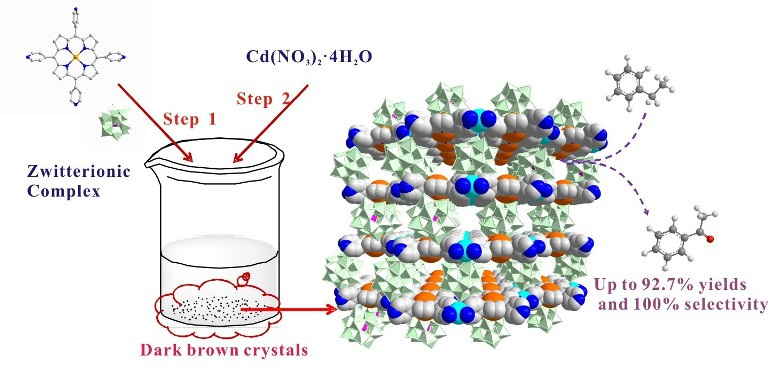 Cd(NO₃)₂·4H₂O
Step 1
Step 2
Zwitterionic
Complex
Up to 92.7% yields
and 100% selectivity
Dark brown crystals